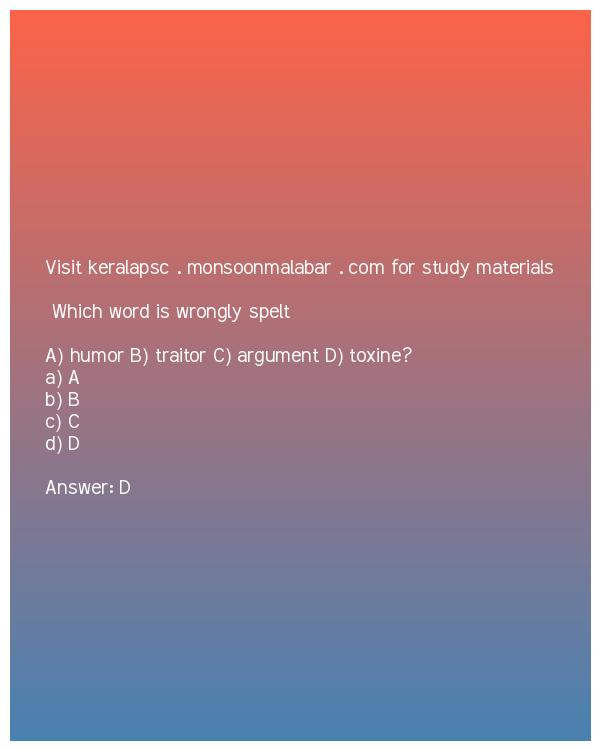 Visit keralapsc . monsoonmalabar . com for study materials
Which word is wrongly spelt
A) humor B) traitor C) argument D) toxine?
a) A
b) B
c) C
d) D
Answer: D